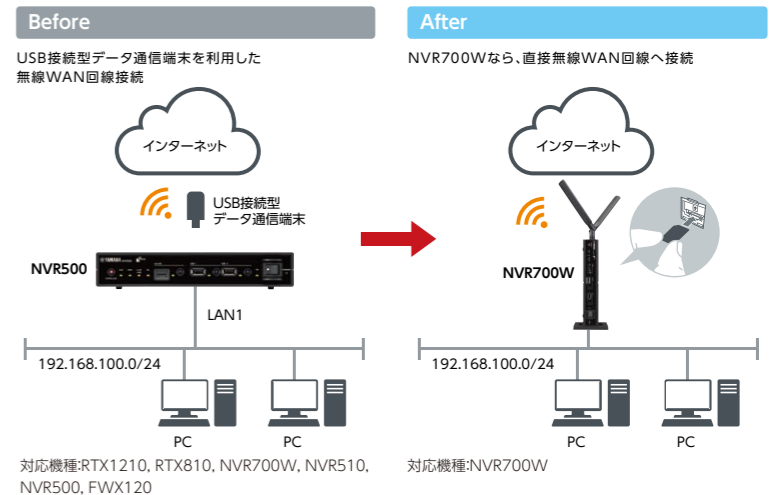 Before
USB接続型データ通信端末を利用した
無線WAN回線接続
インターネット
USB接続型
データ通信端末
YAMAHA
NVR500
LAN1
192.168.100.0/24
PC
PC
対応機種:RTX1210, RTX810, NVR700W, NVR510,
NVR500, FWX120
After
NVR700Wなら、直接無線WAN回線へ接続
インターネット
NVR700W
192.168.100.0/24
PC
PC
対応機種:NVR700W